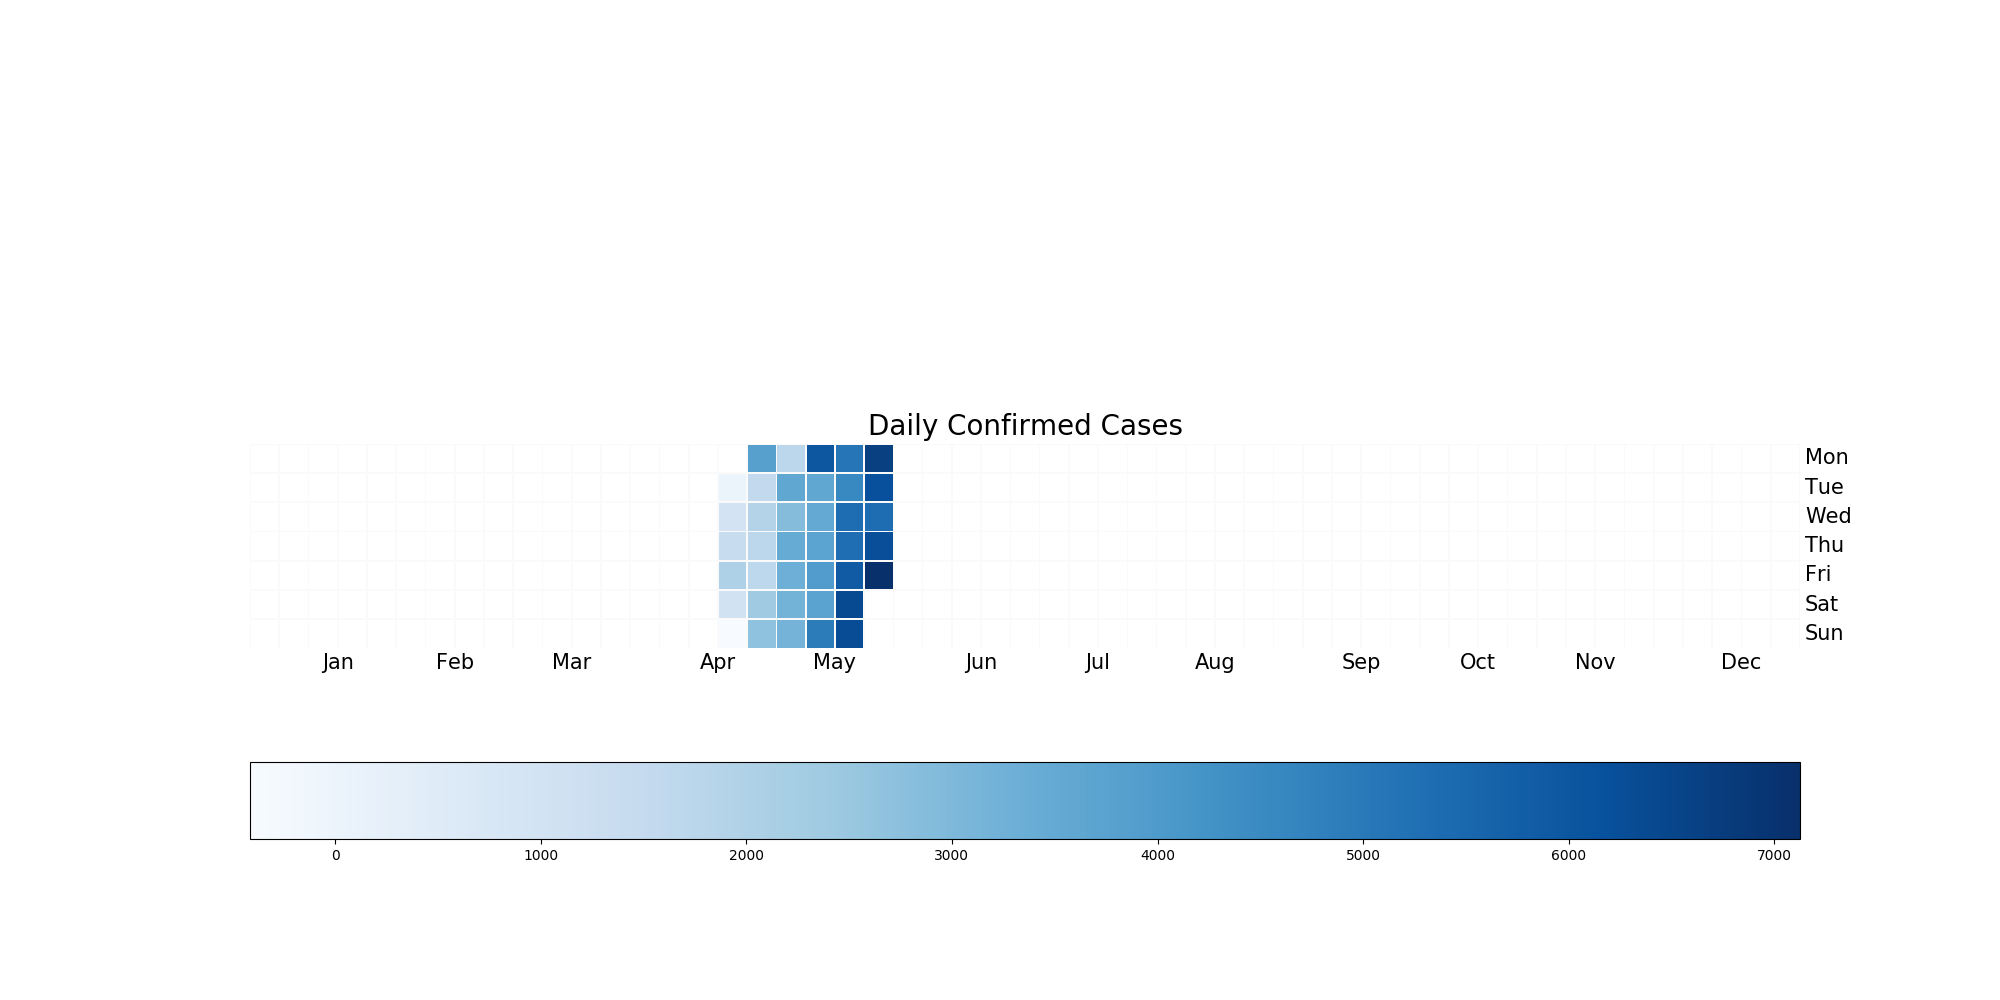 Daily Confirmed Cases
Mon
Tue
Wed
Thu
Fri
Sat
Sun
Jan Feb Mar Apr May Jun Jul Aug Sep Oct Nov Dec
0 1000 2000 3000 4000 5000 6000 7000